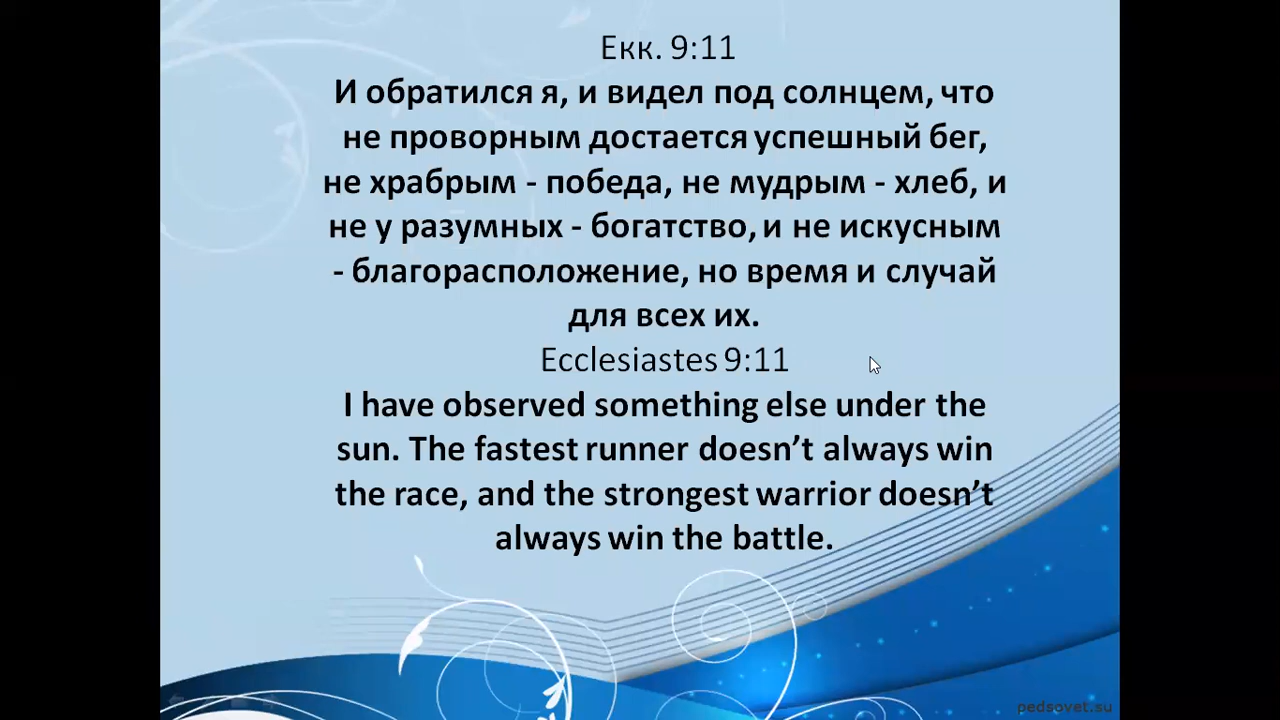 Екк. 9:11
И обратился я, и видел под солнцем, что
не проворным достается успешный бег,
не храбрым - победа, не мудрым - хлеб, и
не у разумных - богатство, и не искусным
- благорасположение, но время и случай
для всех их.
Ecclesiastes 9:11
I have observed something else under the
sun. The fastest runner doesn’t always win
the race, and the strongest warrior doesn’t
always win the battle.
pedsovet.su